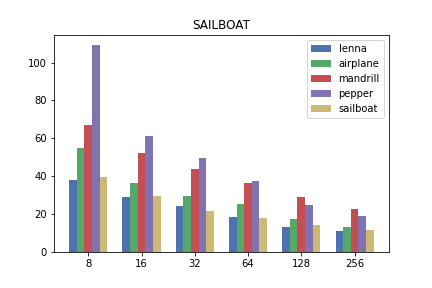 SAILBOAT
lenna
airplane
mandrill
pepper
sailboat
100
80
60
40
20
0
8 16 32 64 128 256